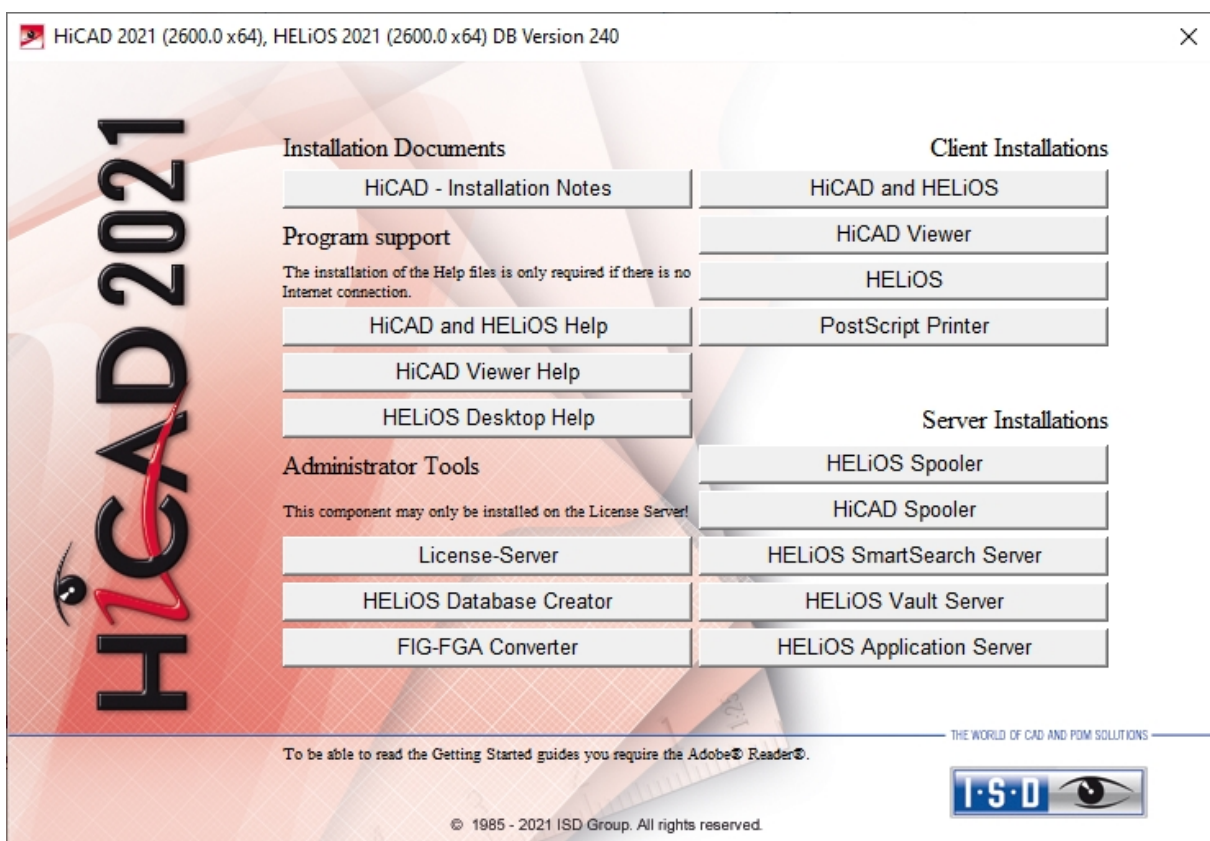 HiCAD 2021 (2600.0 x64), HELiOS 2021 (2600.0 x64) DB Version 240
HiCAD 2021
Installation Documents
HiCAD - Installation Notes
Program support
The installation of the Help files is only required if there is no
Internet connection.
HiCAD and HELiOS Help
HiCAD Viewer Help
HELiOS Desktop Help
Administrator Tools
This component may only be installed on the License Server!
License-Server
HELiOS Database Creator
FIG-FGA Converter
Client Installations
HiCAD and HELiOS
HiCAD Viewer
HELiOS
PostScript Printer
Server Installations
HELiOS Spooler
HiCAD Spooler
HELiOS SmartSearch Server
HELiOS Vault Server
HELiOS Application Server
1:25
THE WORLD OF CAD AND PDM SOLUTIONS
To be able to read the Getting Started guides you require the Adobe® Reader®.
I·S·D
© 1985 - 2021 ISD Group. All rights reserved.